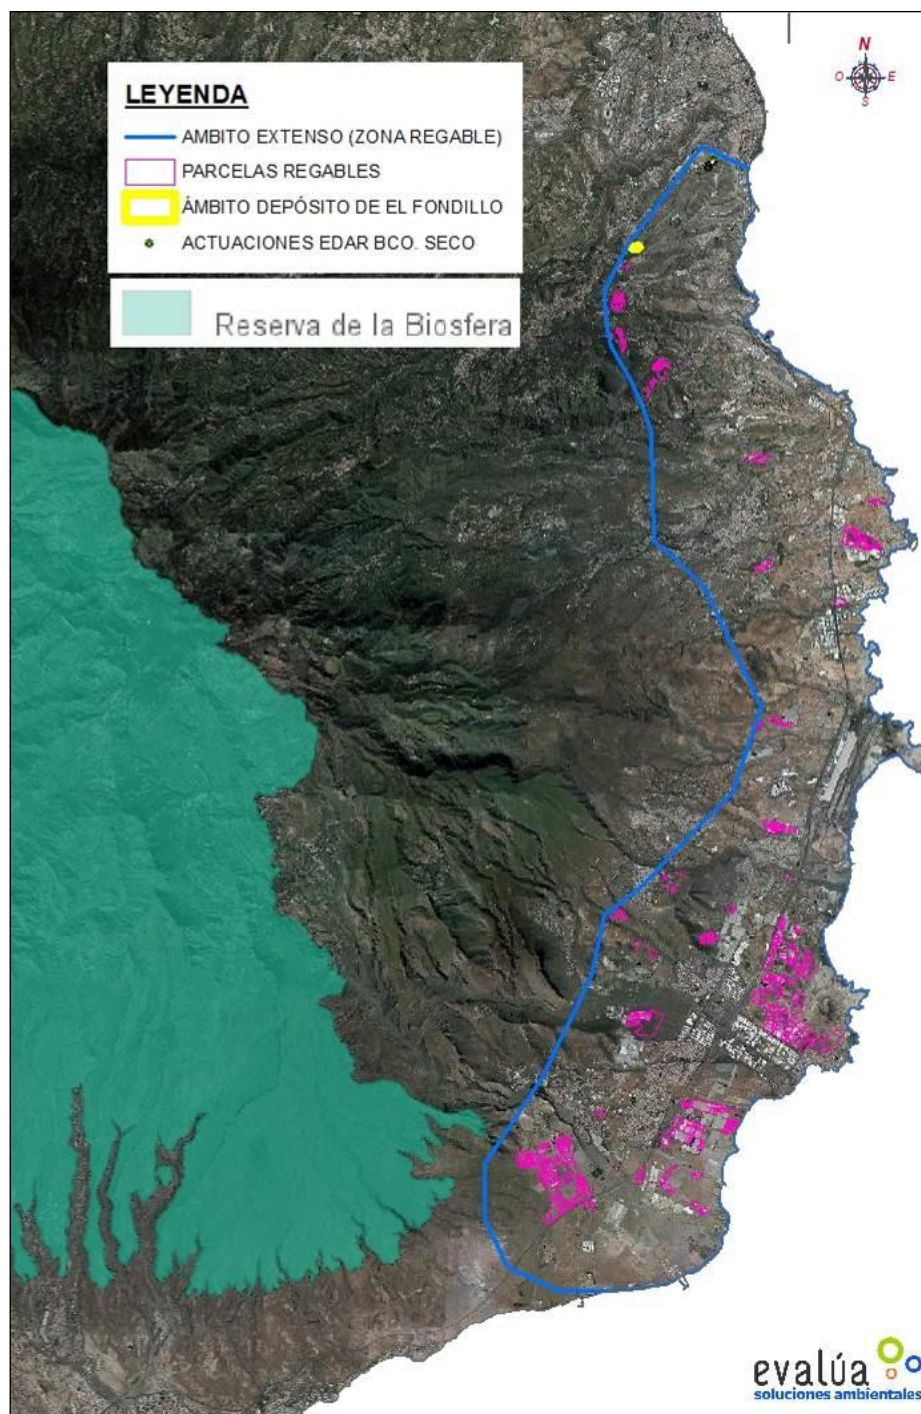 N
O
E
S
LEYENDA
AMBITO EXTENSO (ZONA REGABLE)
PARCELAS REGABLES
ÁMBITO DEPÓSITO DE EL FONDILLO
ACTUACIONES EDAR BCO. SECO
Reserva de la Biosfera
evalúa
soluciones ambientales